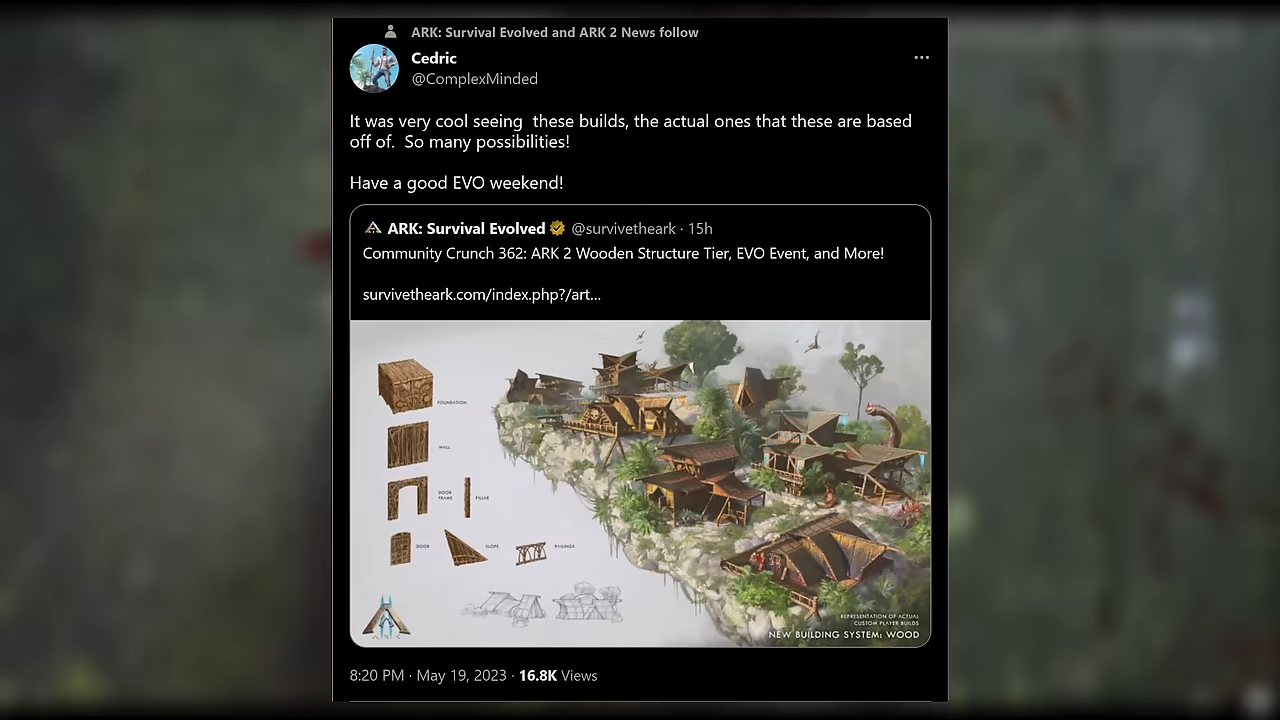 ARK: Survival Evolved and ARK 2 News follow
Cedric
@ComplexMinded
It was very cool seeing  these builds, the actual ones that these are based
off of.  So many possibilities!
Have a good EVO weekend!
ARK: Survival Evolved @survivetheark · 15h
Community Crunch 362: ARK 2 Wooden Structure Tier, EVO Event, and More!
survivetheark.com/index.php?/art...
FOUNDATION
WALL
DOOR
FRAME
PILLAR
DOOR
SLOPE
RAILINGS
REPRESENTATION OF ACTUAL
CUSTOM PLAYER BUILDS
NEW BUILDING SYSTEM: WOOD
8:20 PM · May 19, 2023 · 16.8K Views